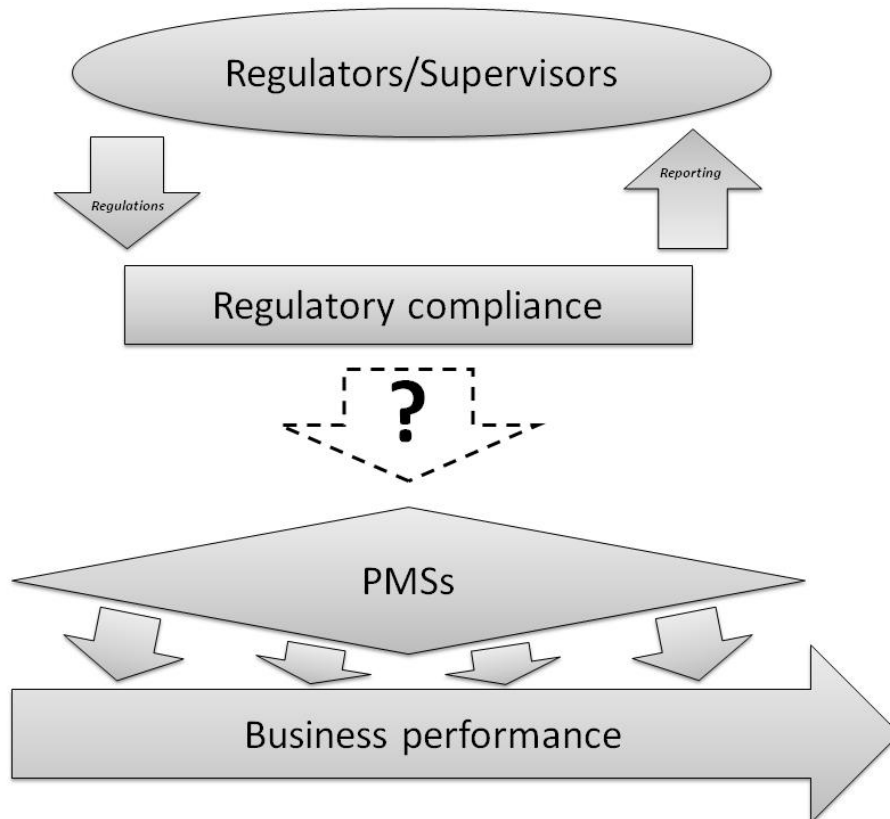 Regulators/Supervisors
Regulations
Reporting
Regulatory compliance
?
PMSs
Business performance